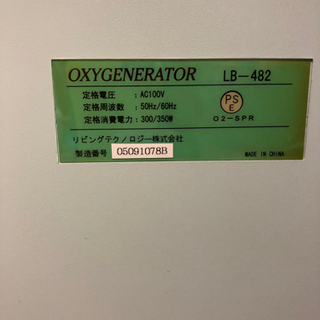 OXYGENERATOR LB-482
定格電圧 : AC100V
定格周波数 : 50Hz/60Hz
定格消費電力 : 300/350W
PS
E
O2-SPR
リビングテクノロジー株式会社
製造番号 05091078B
MADE IN CHINA